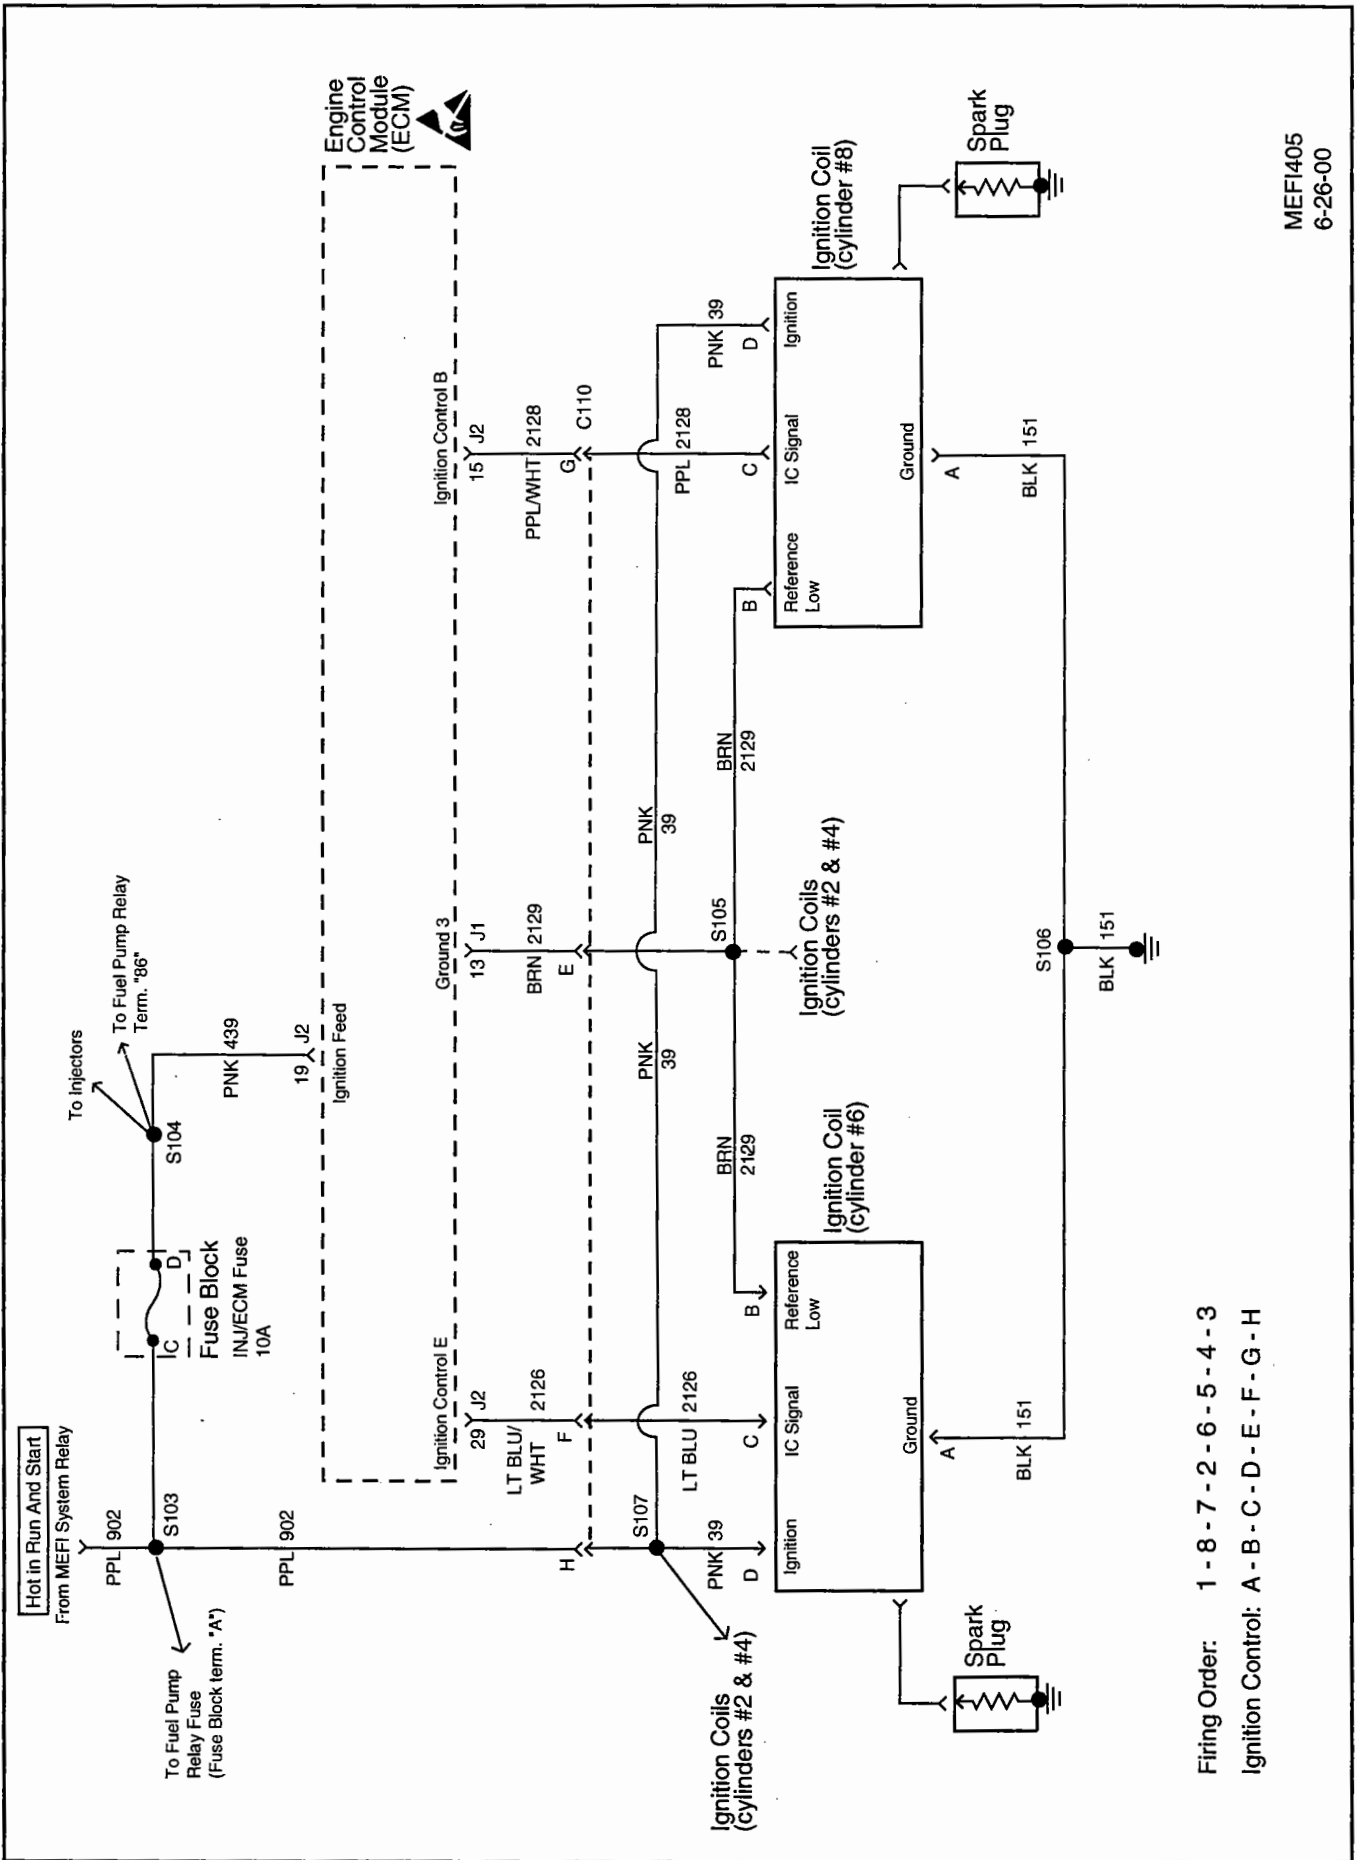 Hot in Run And Start
From MEFI System Relay
PPL 902
S103
To Fuel Pump
Relay Fuse
(Fuse Block term. "A")
PPL 902
C
D
Fuse Block
INJ/ECM Fuse
10A
S104
To Injectors
To Fuel Pump Relay
Term. "86"
PNK 439
19 J2
Ignition Feed
Engine
Control
Module
(ECM)
Ignition Control E
Ground 3
Ignition Control B
29 J2
13 J1
15 J2
LT BLU/
WHT 2126
BRN 2129
PPL/WHT 2128
H
F
E
G
C110
S107
PNK
39
PNK
39
PNK 39
D
LT BLU 2126
C
BRN
2129
B
S105
BRN
2129
B
PPL 2128
C
PNK 39
D
Ignition Coils
(cylinders #2 & #4)
Ignition Coil
(cylinder #6)
Ignition Coils
(cylinders #2 & #4)
Ignition Coil
(cylinder #8)
Ignition
IC Signal
Reference
Low
Ground
Reference
Low
IC Signal
Ignition
Ground
Spark
Plug
A
BLK 151
S106
BLK 151
A
BLK 151
Spark
Plug
Firing Order: 1 - 8 - 7 - 2 - 6 - 5 - 4 - 3
Ignition Control: A - B - C - D - E - F - G - H
MEFI405
6-26-00